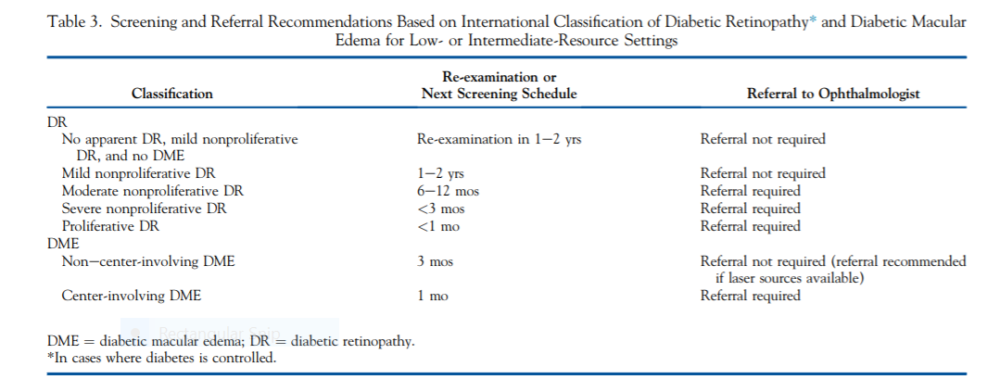 Table 3. Screening and Referral Recommendations Based on International Classification of Diabetic Retinopathy* and Diabetic Macular
Edema for Low- or Intermediate-Resource Settings
Re-examination or
Classification Next Screening Schedule Referral to Ophthalmologist
DR
No apparent DR, mild nonproliferative Re-examination in 1–2 yrs Referral not required
DR, and no DME
Mild nonproliferative DR 1–2 yrs Referral not required
Moderate nonproliferative DR 6–12 mos Referral required
Severe nonproliferative DR <3 mos Referral required
Proliferative DR <1 mo Referral required
DME
Non–center-involving DME 3 mos Referral not required (referral recommended
if laser sources available)
Center-involving DME 1 mo Referral required
Rectangular Snip
DME = diabetic macular edema; DR = diabetic retinopathy.
*In cases where diabetes is controlled.